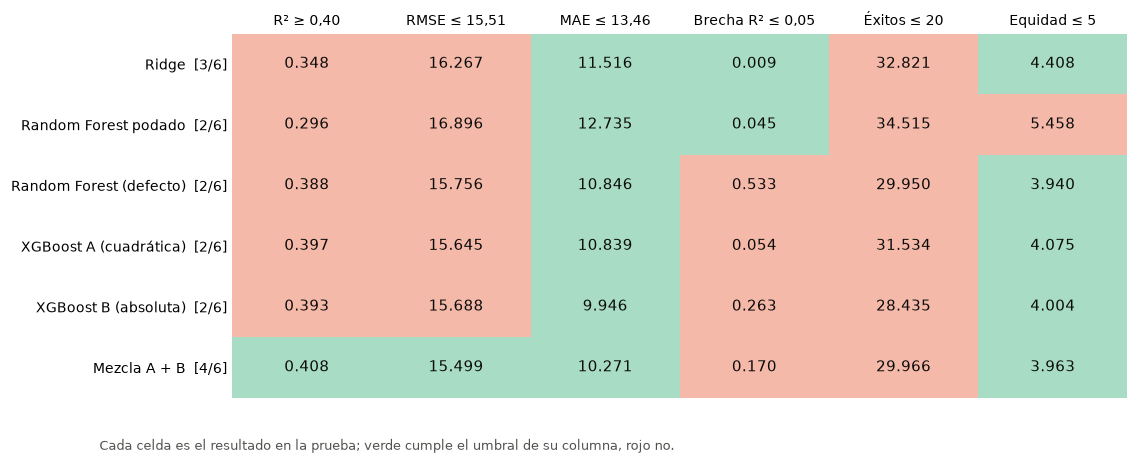 R² ≥ 0,40 RMSE ≤ 15,51 MAE ≤ 13,46 Brecha R² ≤ 0,05 Éxitos ≤ 20 Equidad ≤ 5
Ridge [3/6] 0.348 16.267 11.516 0.009 32.821 4.408
Random Forest podado [2/6] 0.296 16.896 12.735 0.045 34.515 5.458
Random Forest (defecto) [2/6] 0.388 15.756 10.846 0.533 29.950 3.940
XGBoost A (cuadrática) [2/6] 0.397 15.645 10.839 0.054 31.534 4.075
XGBoost B (absoluta) [2/6] 0.393 15.688 9.946 0.263 28.435 4.004
Mezcla A + B [4/6] 0.408 15.499 10.271 0.170 29.966 3.963
Cada celda es el resultado en la prueba; verde cumple el umbral de su columna, rojo no.